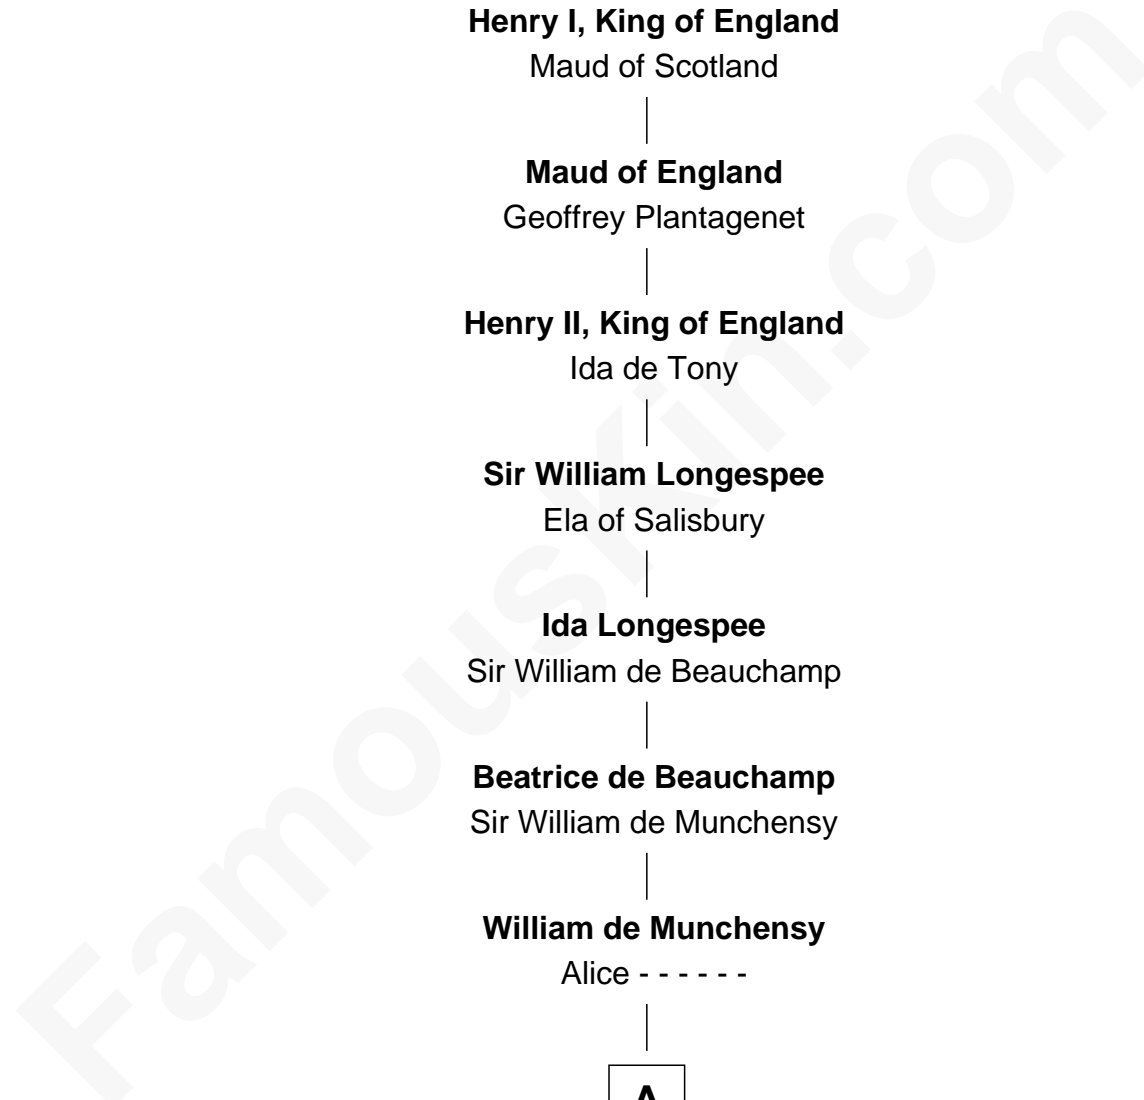 Henry I, King of England
Maud of Scotland
Maud of England
Geoffrey Plantagenet
Henry II, King of England
Ida de Tony
Sir William Longespee
Ela of Salisbury
Ida Longespee
Sir William de Beauchamp
Beatrice de Beauchamp
Sir William de Munchensy
William de Munchensy
Alice - - - - - -
A
FamousKin.com